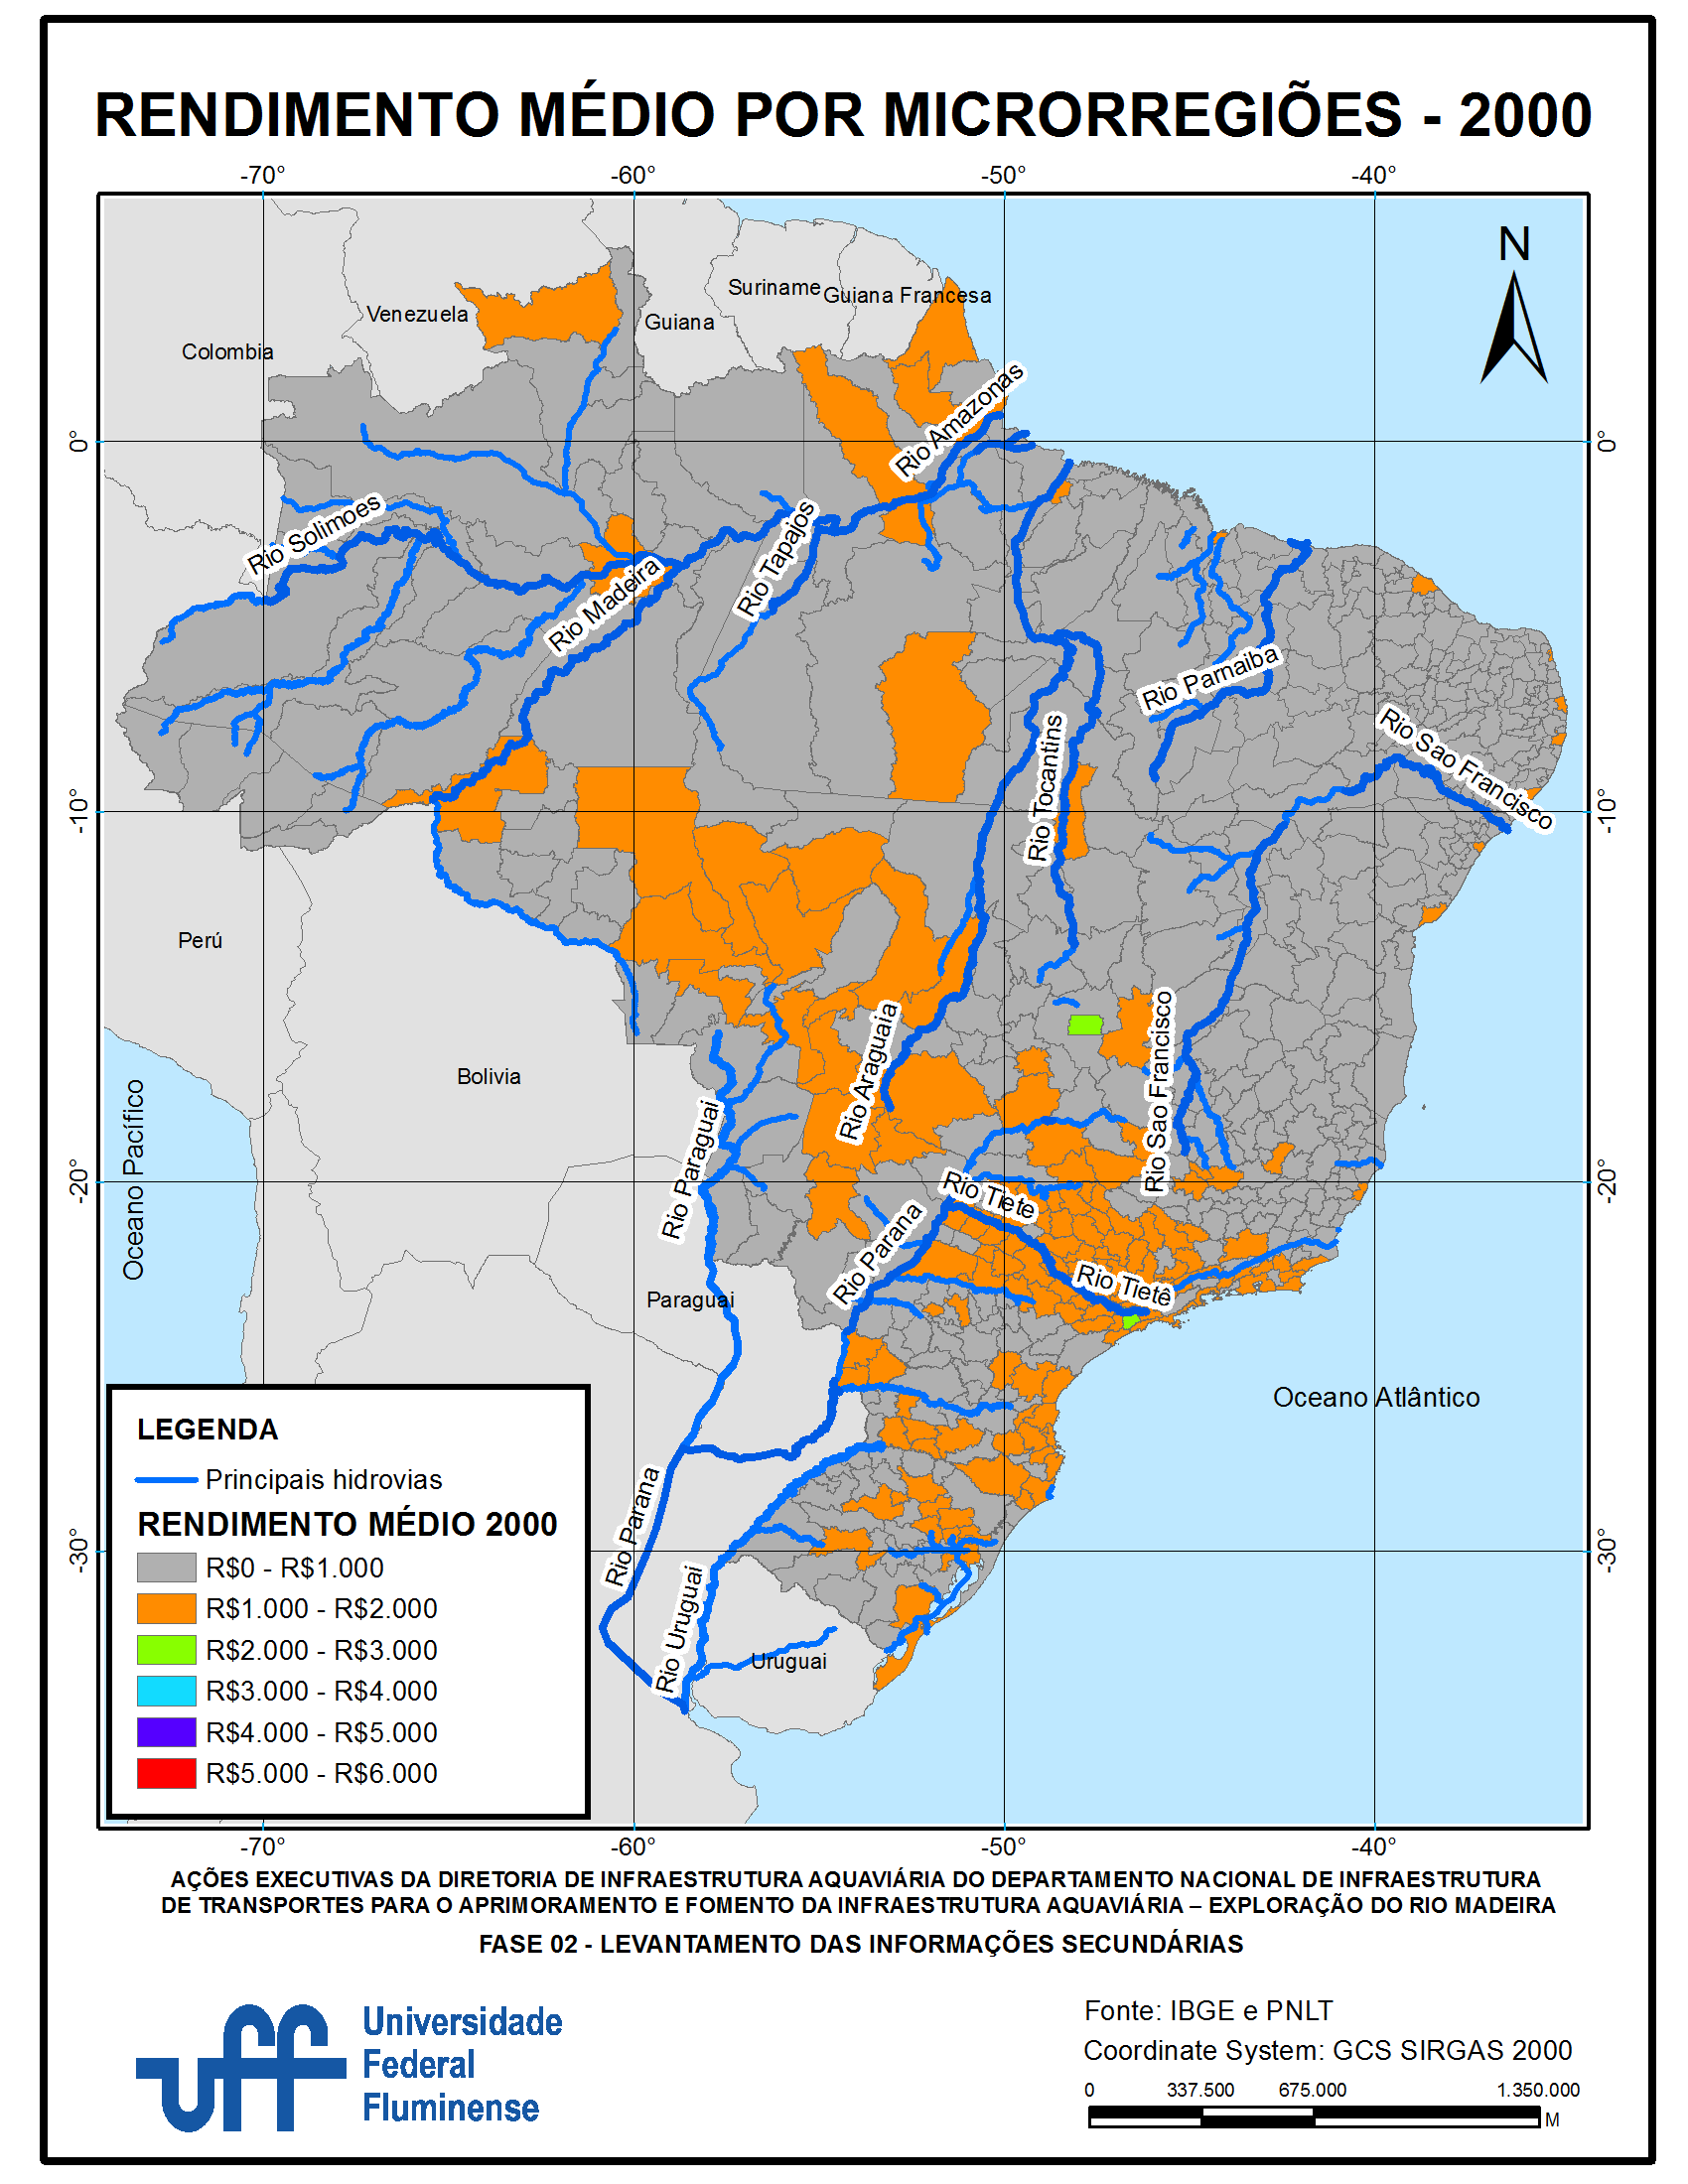 RENDIMENTO MÉDIO POR MICRORREGIÕES - 2000
-70°
-60°
-50°
-40°
N
Suriname
Guiana Francesa
Venezuela
Guiana
Colombia
Rio Amazonas
0°
0°
Rio Solimoes
Rio Tapajos
Rio Madeira
Rio Parnaiba
Rio Sao Francisco
Rio Tocantins
-10°
-10°
Perú
Rio Araguaia
Rio Sao Francisco
Bolivia
Oceano Pacífico
Rio Paraguai
-20°
-20°
Rio Tiete
Rio Parana
Rio Tietê
Paraguai
Oceano Atlântico
LEGENDA
Principais hidrovias
RENDIMENTO MÉDIO 2000
R$0 - R$1.000
R$1.000 - R$2.000
R$2.000 - R$3.000
R$3.000 - R$4.000
R$4.000 - R$5.000
R$5.000 - R$6.000
Rio Parana
-30°
-30°
Rio Uruguai
Uruguai
-70°
-60°
-50°
-40°
AÇÕES EXECUTIVAS DA DIRETORIA DE INFRAESTRUTURA AQUAVIÁRIA DO DEPARTAMENTO NACIONAL DE INFRAESTRUTURA
DE TRANSPORTES PARA O APRIMORAMENTO E FOMENTO DA INFRAESTRUTURA AQUAVIÁRIA – EXPLORAÇÃO DO RIO MADEIRA
FASE 02 - LEVANTAMENTO DAS INFORMAÇÕES SECUNDÁRIAS
uff
Universidade
Federal
Fluminense
Fonte: IBGE e PNLT
Coordinate System: GCS SIRGAS 2000
0 337.500 675.000 1.350.000
M